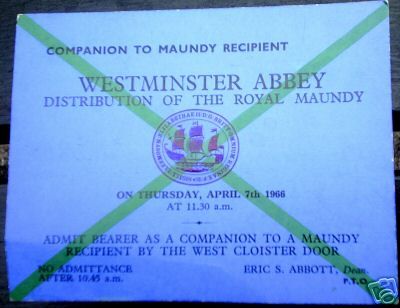 COMPANION TO MAUNDY RECIPIENT
WESTMINSTER ABBEY
DISTRIBUTION OF THE ROYAL MAUNDY
ON THURSDAY, APRIL 7th 1966
AT 11.30 a.m.
ADMIT BEARER AS A COMPANION TO A MAUNDY
RECIPIENT BY THE WEST CLOISTER DOOR
NO ADMITTANCE
AFTER 10.45 a.m.
ERIC S. ABBOTT, Dean.
P.T.O.